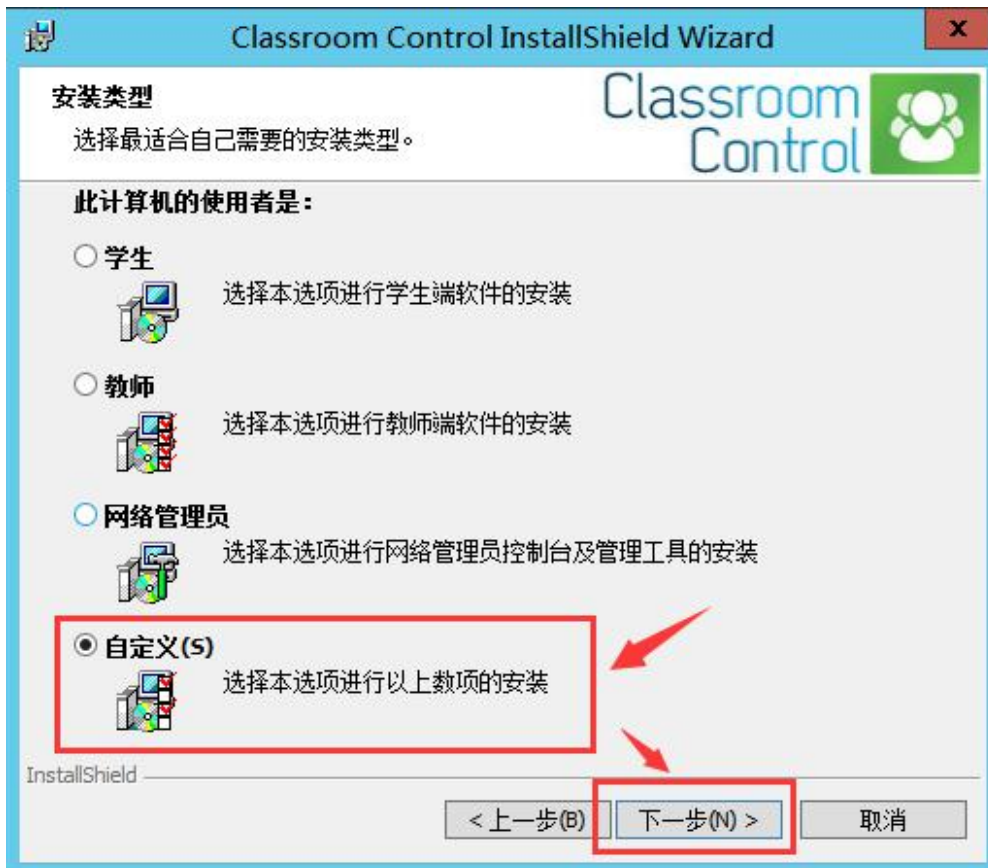 Classroom Control InstallShield Wizard
x
安装类型
选择最适合自己需要的安装类型。
Classroom
Control
此计算机的使用者是：
学生
选择本选项进行学生端软件的安装
教师
选择本选项进行教师端软件的安装
网络管理员
选择本选项进行网络管理员控制台及管理工具的安装
自定义(S)
选择本选项进行以上数项的安装
InstallShield
< 上一步(B) 下一步(N) > 取消